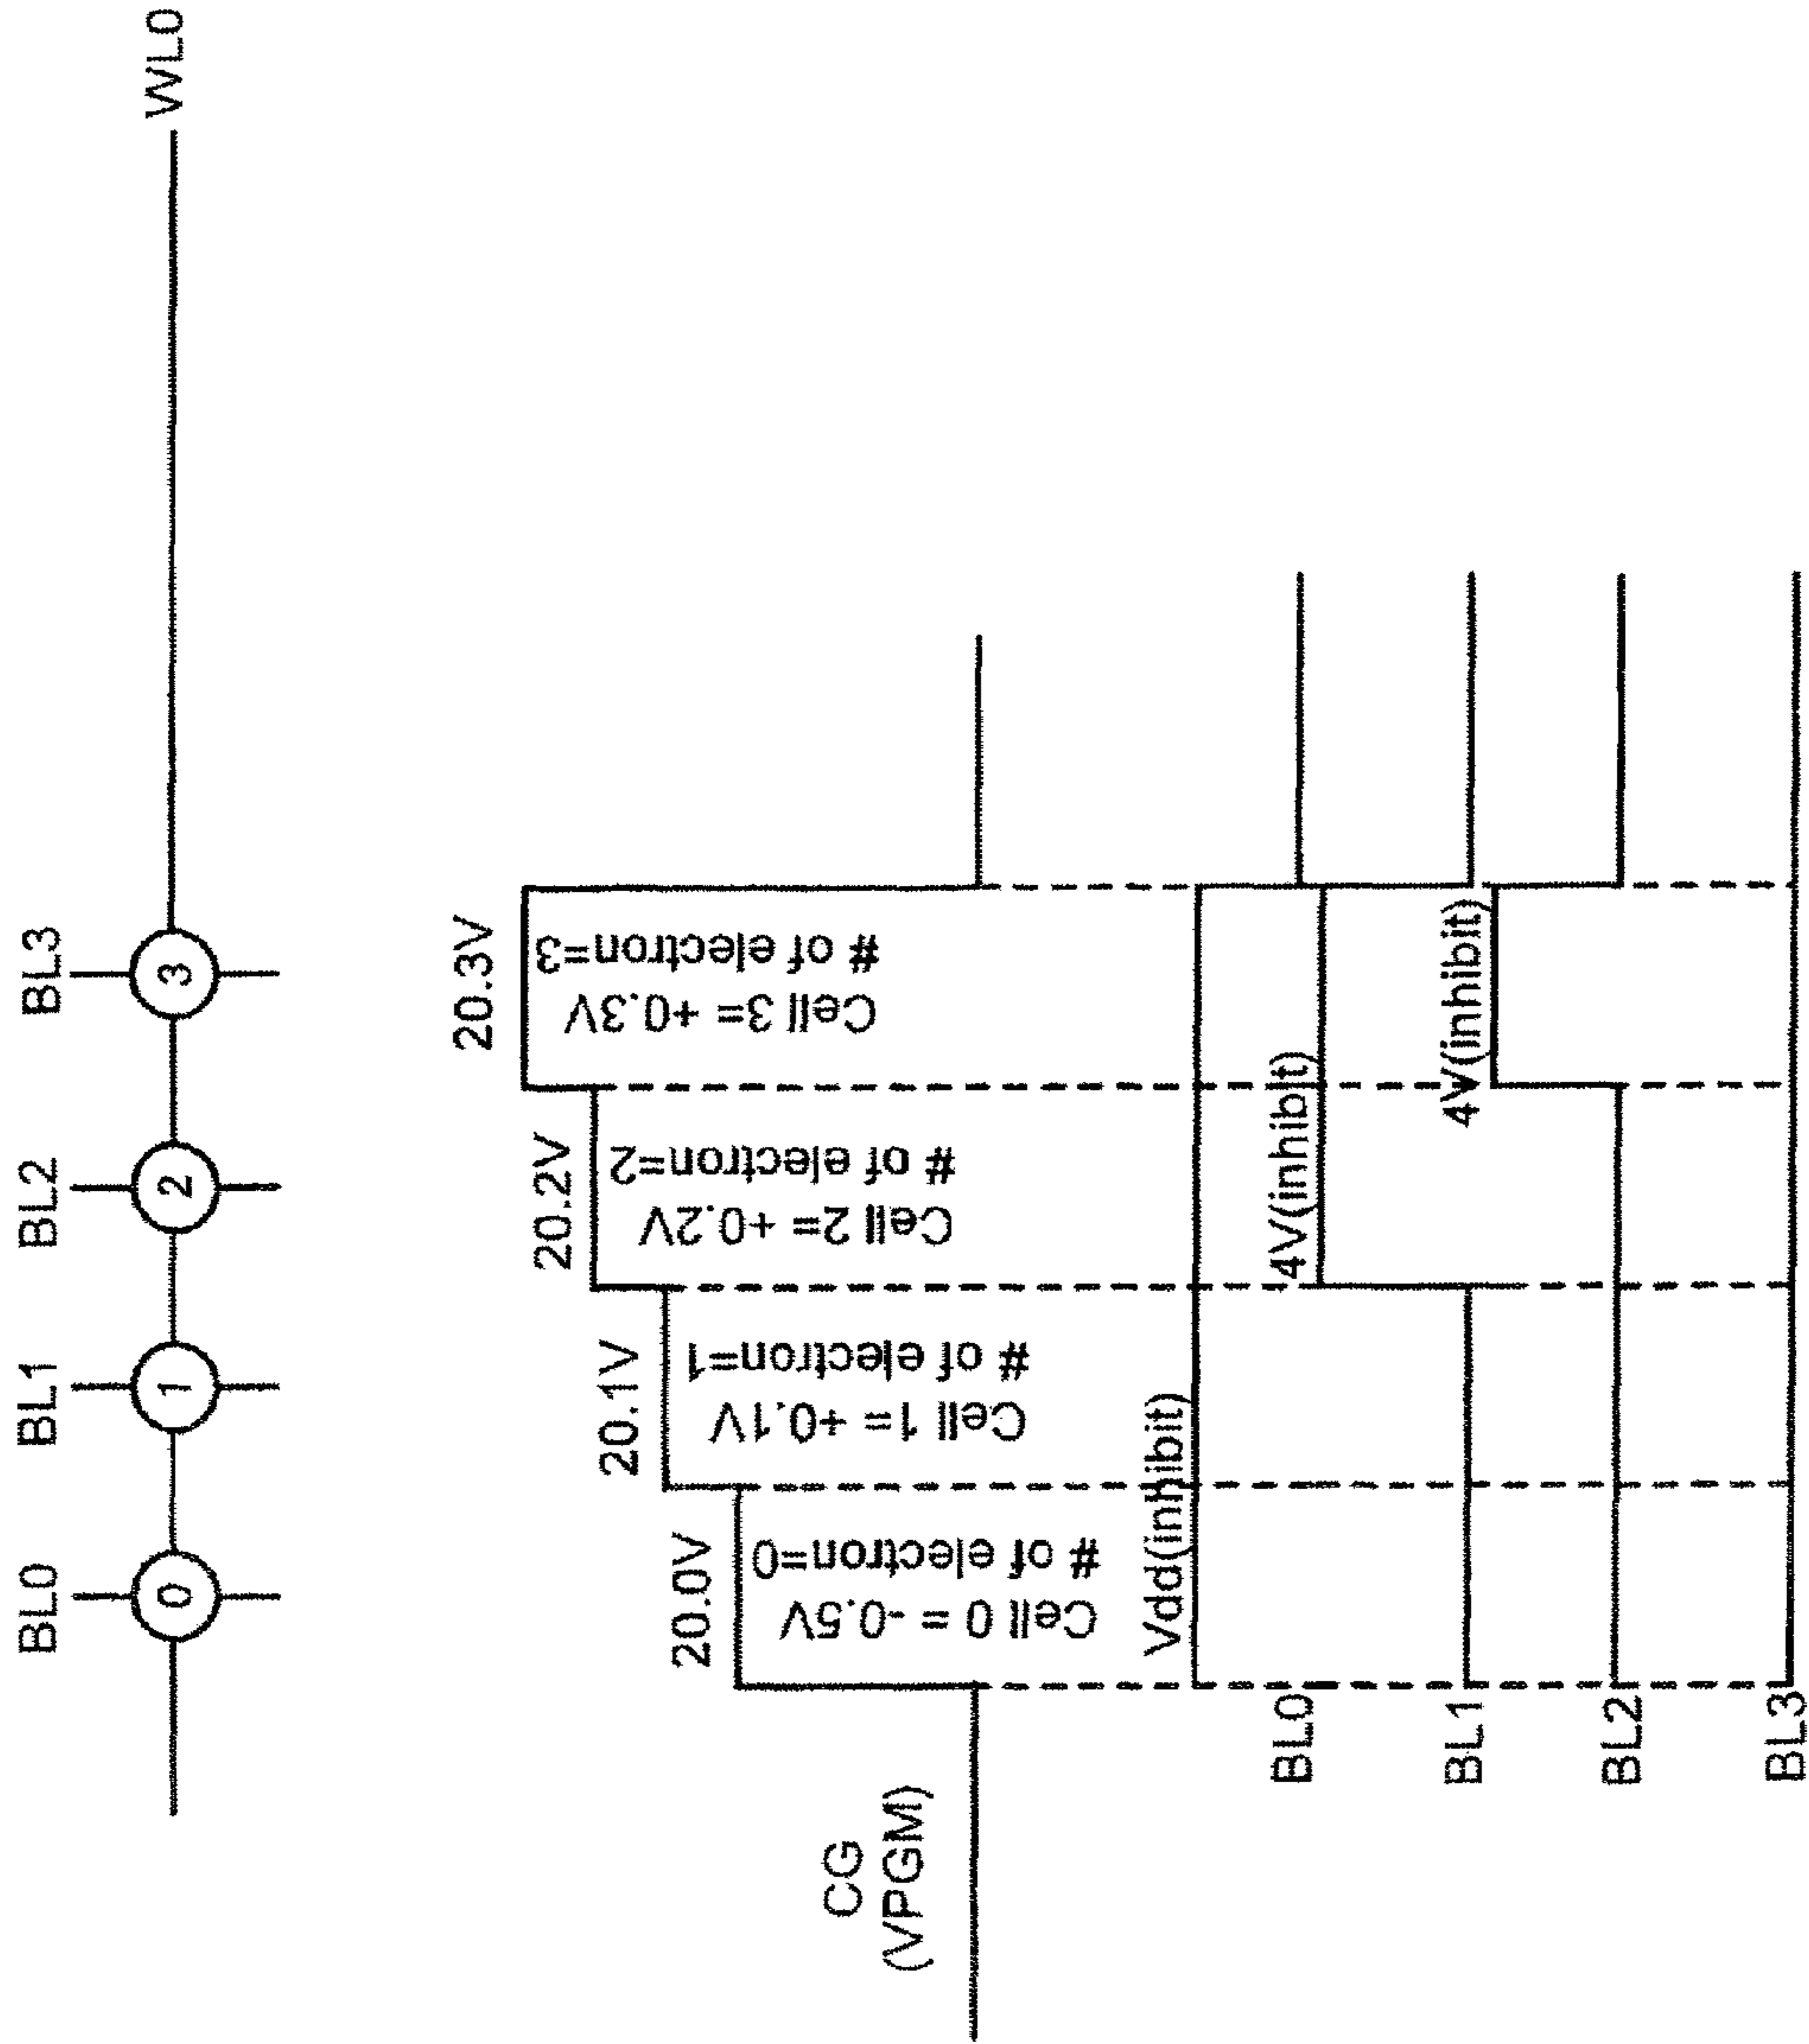 BL0
BL1
BL2
BL3
0
1
2
3
WL0
CG
(VPGM)
20.0V
20.1V
20.2V
20.3V
Cell 0 = -0.5V
# of electron=0
Cell 1= +0.1V
# of electron=1
Cell 2= +0.2V
# of electron=2
Cell 3= +0.3V
# of electron=3
Vdd(inhibit)
BL0
4V(inhibit)
BL1
4V(inhibit)
BL2
BL3